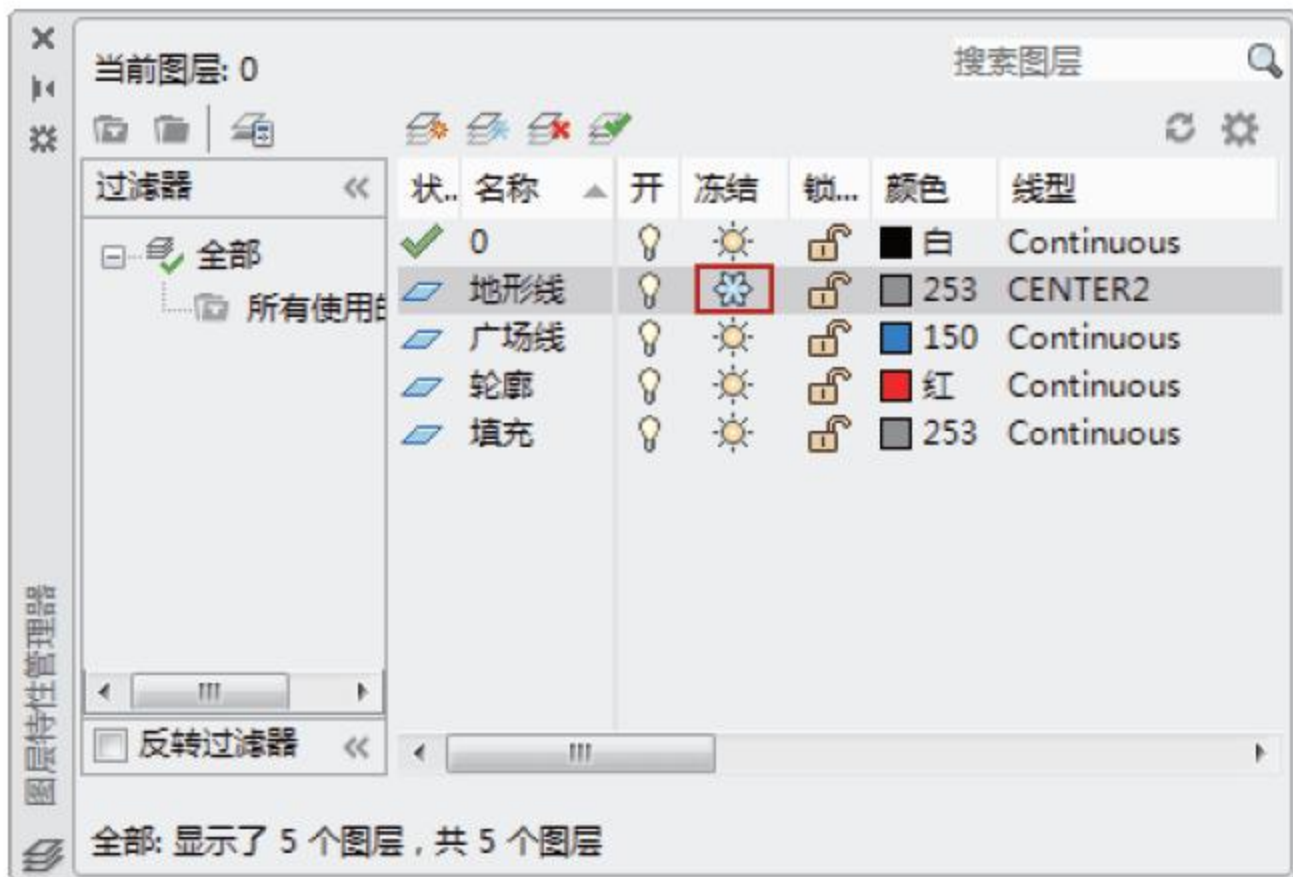 当前图层: 0
搜索图层
过滤器
状.. 名称 开 冻结 锁... 颜色 线型
全部
所有使用的
0 白 Continuous
地形线 253 CENTER2
广场线 150 Continuous
轮廓 红 Continuous
填充 253 Continuous
反转过滤器
图层特性管理器
全部: 显示了 5 个图层 , 共 5 个图层